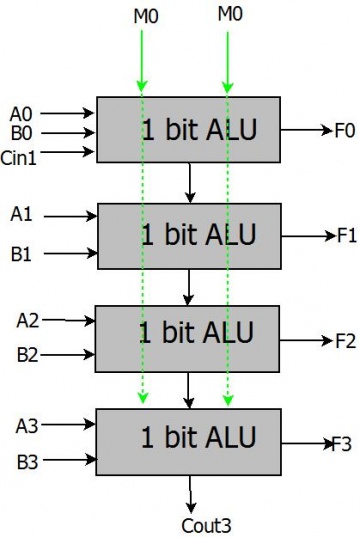 M0 M0
A0
B0
Cin1
1 bit ALU
F0
A1
B1
1 bit ALU
F1
A2
B2
1 bit ALU
F2
A3
B3
1 bit ALU
F3
Cout3